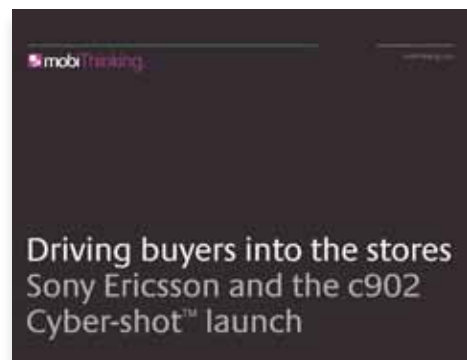 mobiThinking.
Driving buyers into the stores
Sony Ericsson and the c902
Cyber-shot™ launch